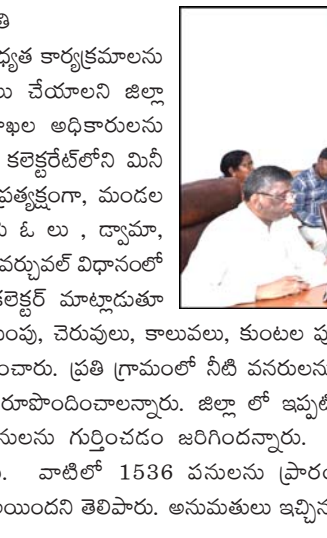 తి
ధ్యత కార్యక్రమాలను
లు చేయాలని జిల్లా
ాఖల అధికారులను
కలెక్టరేట్‌లోని మినీ
ప్రత్యక్షంగా, మండల
ఓ లు , డ్వామా,
వర్చువల్ విధానంలో
కలెక్టర్ మాట్లాడుతూ
ంపు, చెరువులు, కాలువలు, కుంటల పు
ంచారు. ప్రతి గ్రామంలో నీటి వనరులను
రూపొందించాలన్నారు. జిల్లా లో ఇప్పటి
నులను గుర్తించడం జరిగిందన్నారు.
వాటిలో 1536 పనులను ప్రారం
యిందని తెలిపారు. అనుమతులు ఇచ్చిన